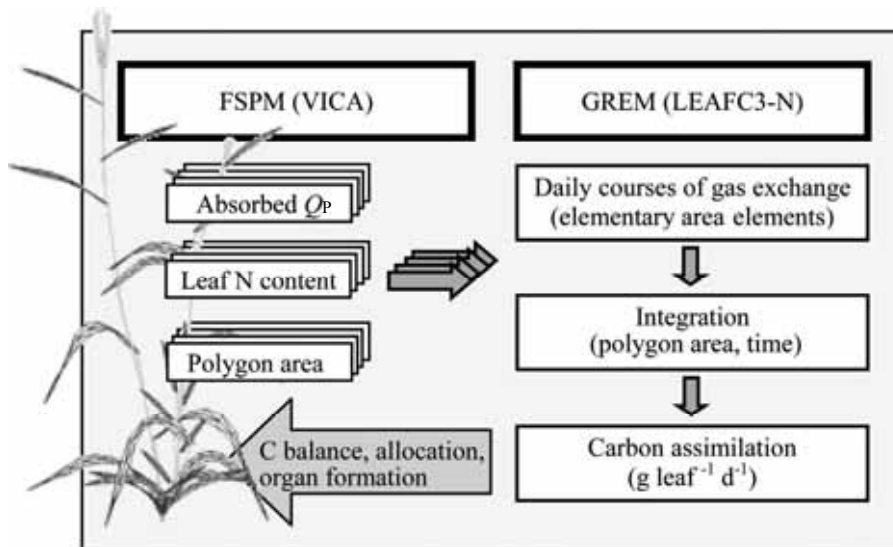 FSPM (VICA)
Absorbed QP
Leaf N content
Polygon area
C balance, allocation,
organ formation
GREM (LEAFC3-N)
Daily courses of gas exchange
(elementary area elements)
Integration
(polygon area, time)
Carbon assimilation
(g leaf⁻¹ d⁻¹)